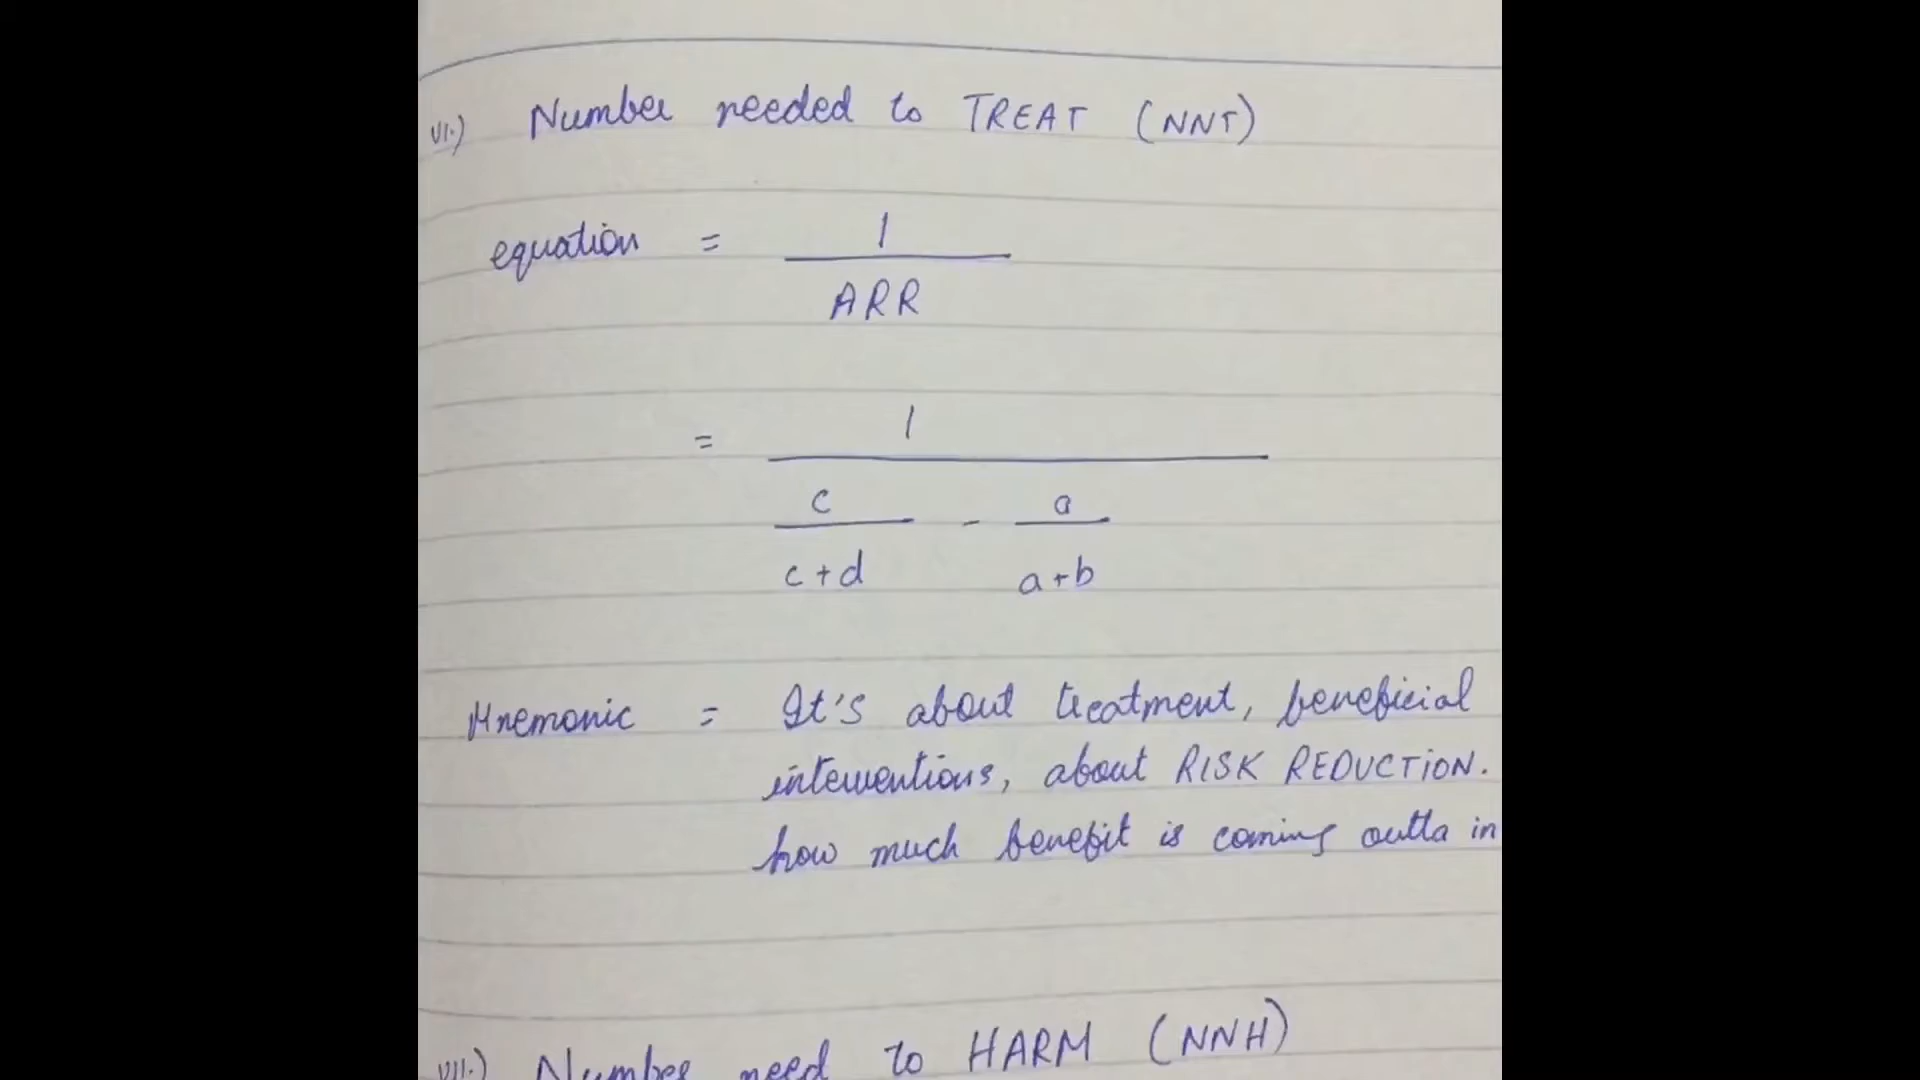 VI.) Number needed to TREAT (NNT)
equation = 1
ARR
= 1
c - a
c+d a+b
Mnemonic = It's about treatment, beneficial
interventions, about RISK REDUCTION.
how much benefit is coming outta in
VII.) Number need to HARM (NNH)